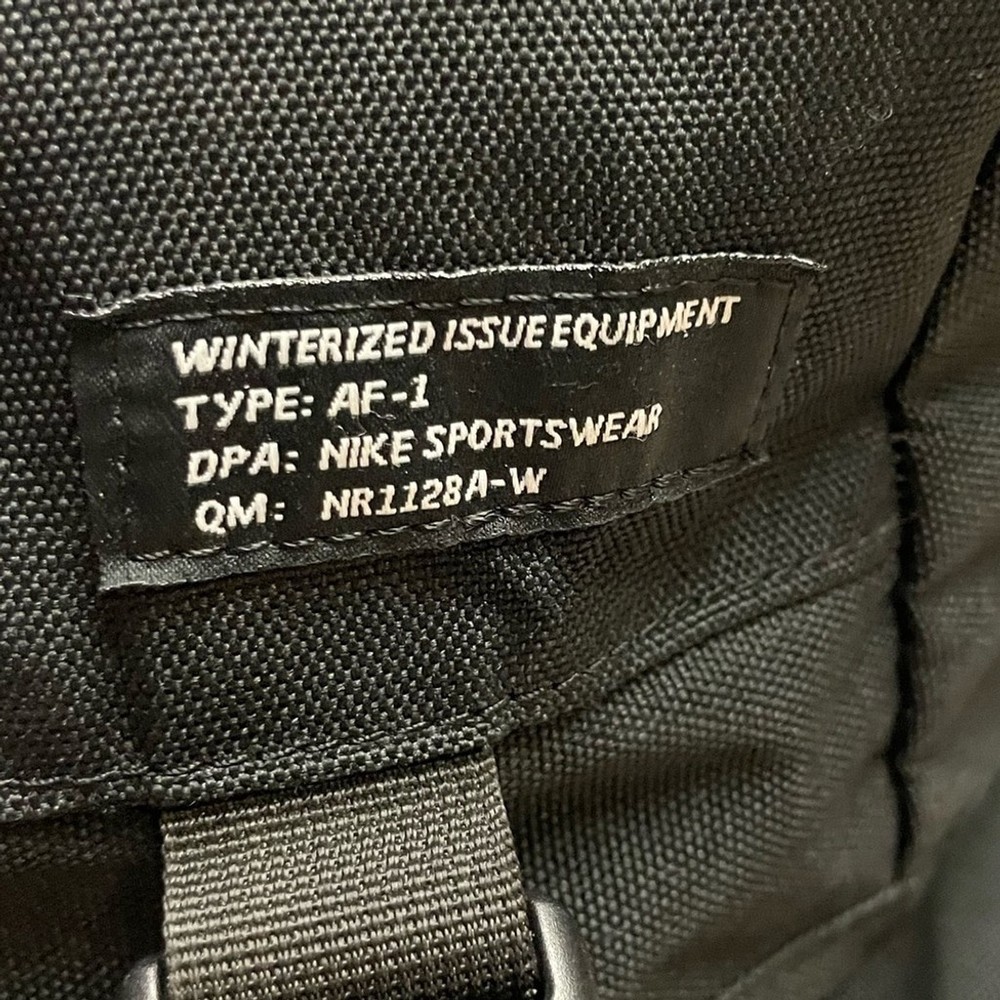 WINTERIZED ISSUE EQUIPMENT
TYPE: AF-1
DPA: NIKE SPORTSWEAR
QM: NR1128A-W